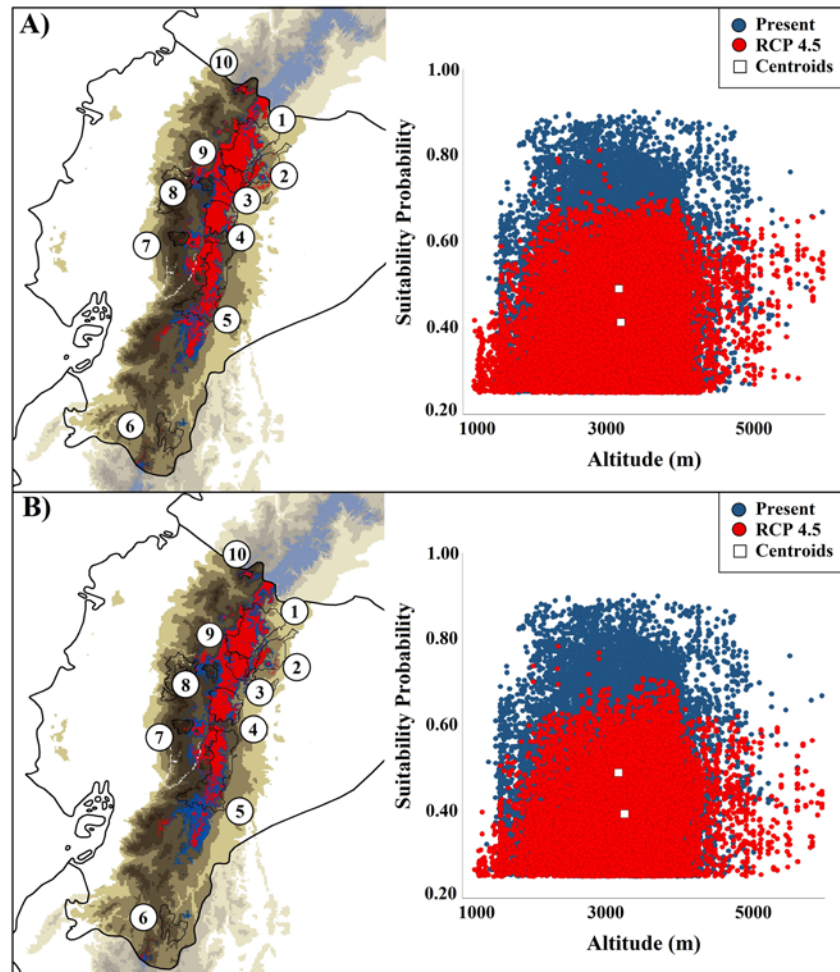 A)
10
1
9
2
8
3
7
4
5
6
Present
RCP 4.5
Centroids
Suitability Probability
1.00
0.80
0.60
0.40
0.20
1000 3000 5000
Altitude (m)
B)
10
1
9
2
8
3
7
4
5
6
Present
RCP 4.5
Centroids
Suitability Probability
1.00
0.80
0.60
0.40
0.20
1000 3000 5000
Altitude (m)